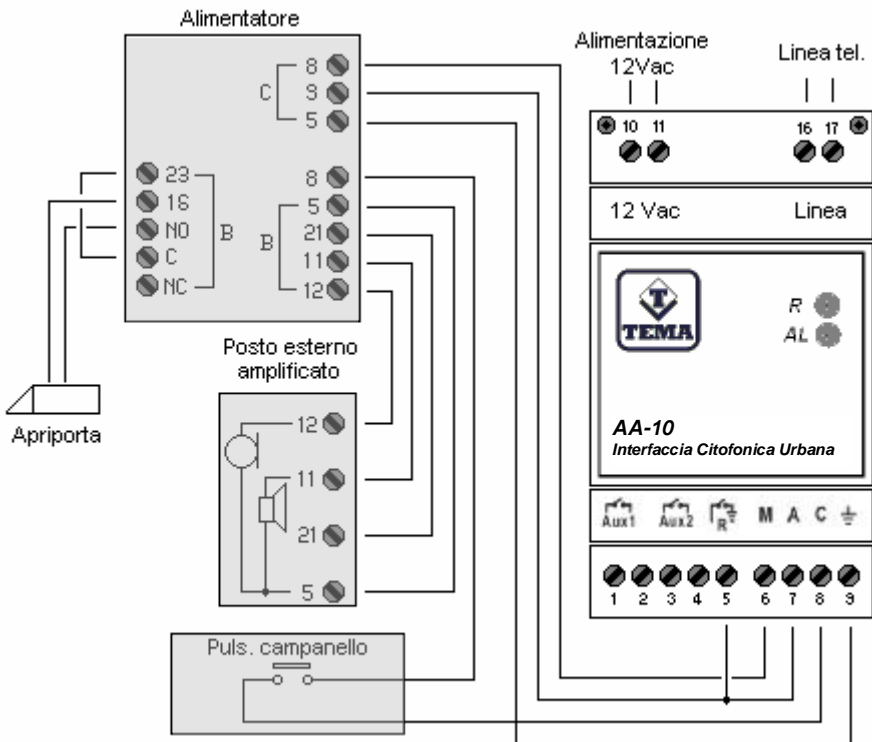 Alimentatore
8
C 9
5
23
16
NO B
C
NC
8
5
21
B 11
12
Apriporta
Posto esterno
amplificato
12
11
21
5
Puls. campanello
Alimentazione
12Vac
Linea tel.
10 11 16 17
12 Vac Linea
T
TEMA
R
AL
AA-10
Interfaccia Citofonica Urbana
Aux1 Aux2 R M A C
1 2 3 4 5 6 7 8 9